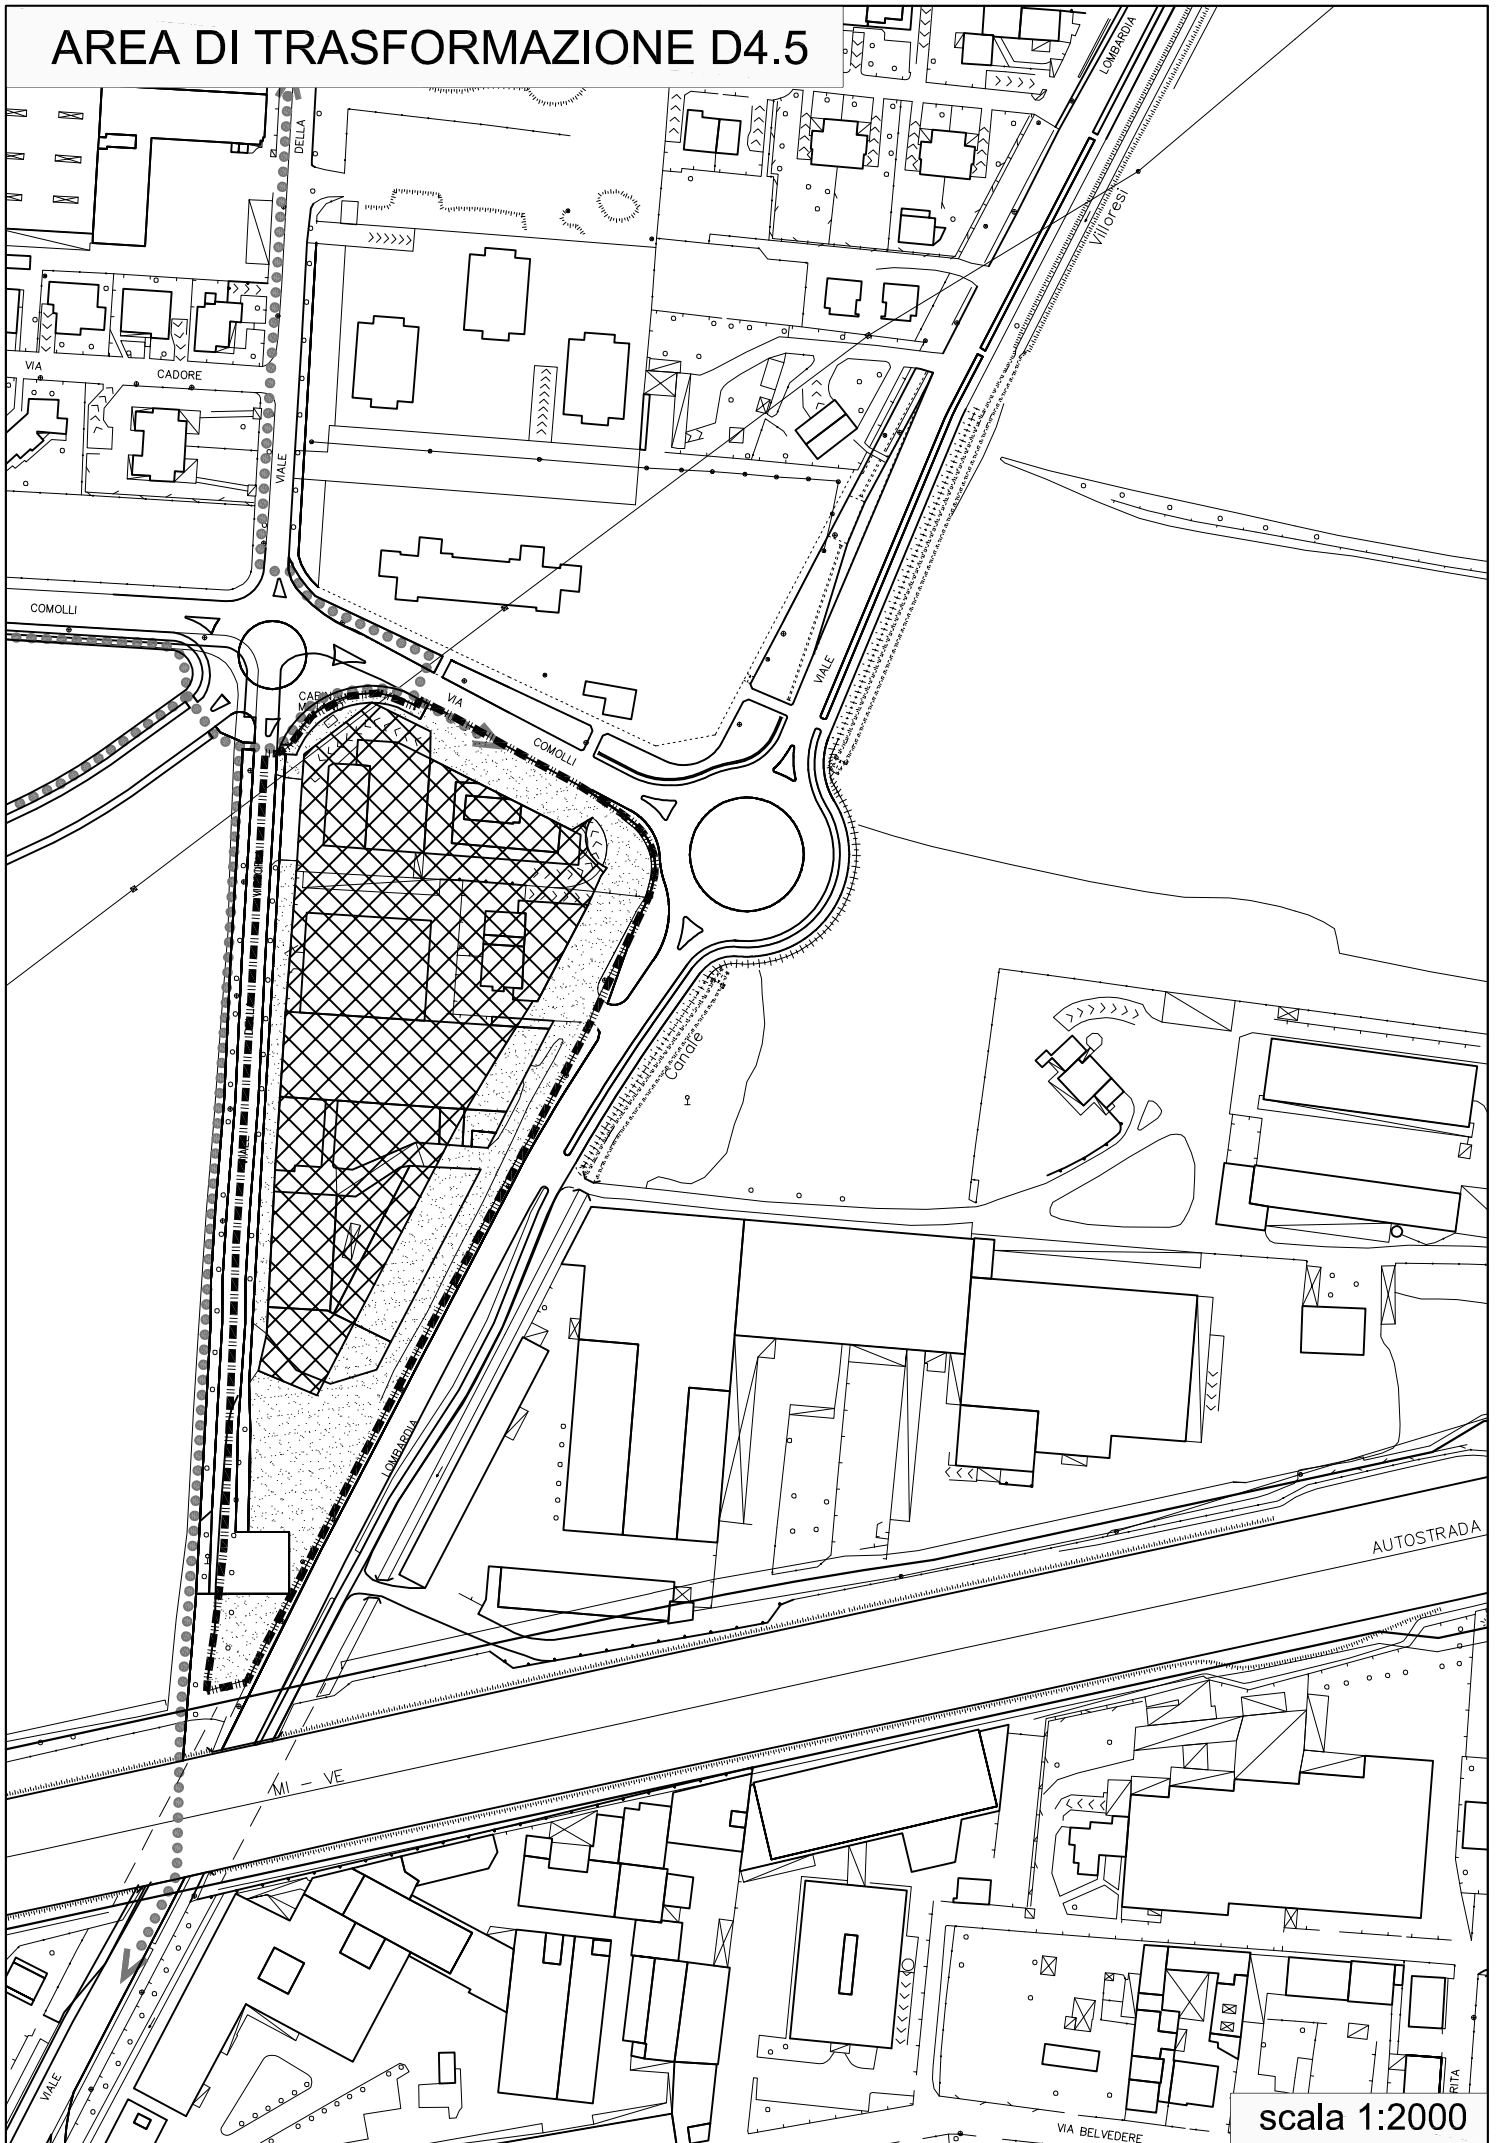 AREA DI TRASFORMAZIONE D4.5
LOMBARDIA
DELLA
Villoresi
VIA
CADORE
VIALE
COMOLLI
VIALE
VIA
COMOLLI
Canale
LOMBARDIA
AUTOSTRADA
MI - VE
VIALE
VIA BELVEDERE
scala 1:2000